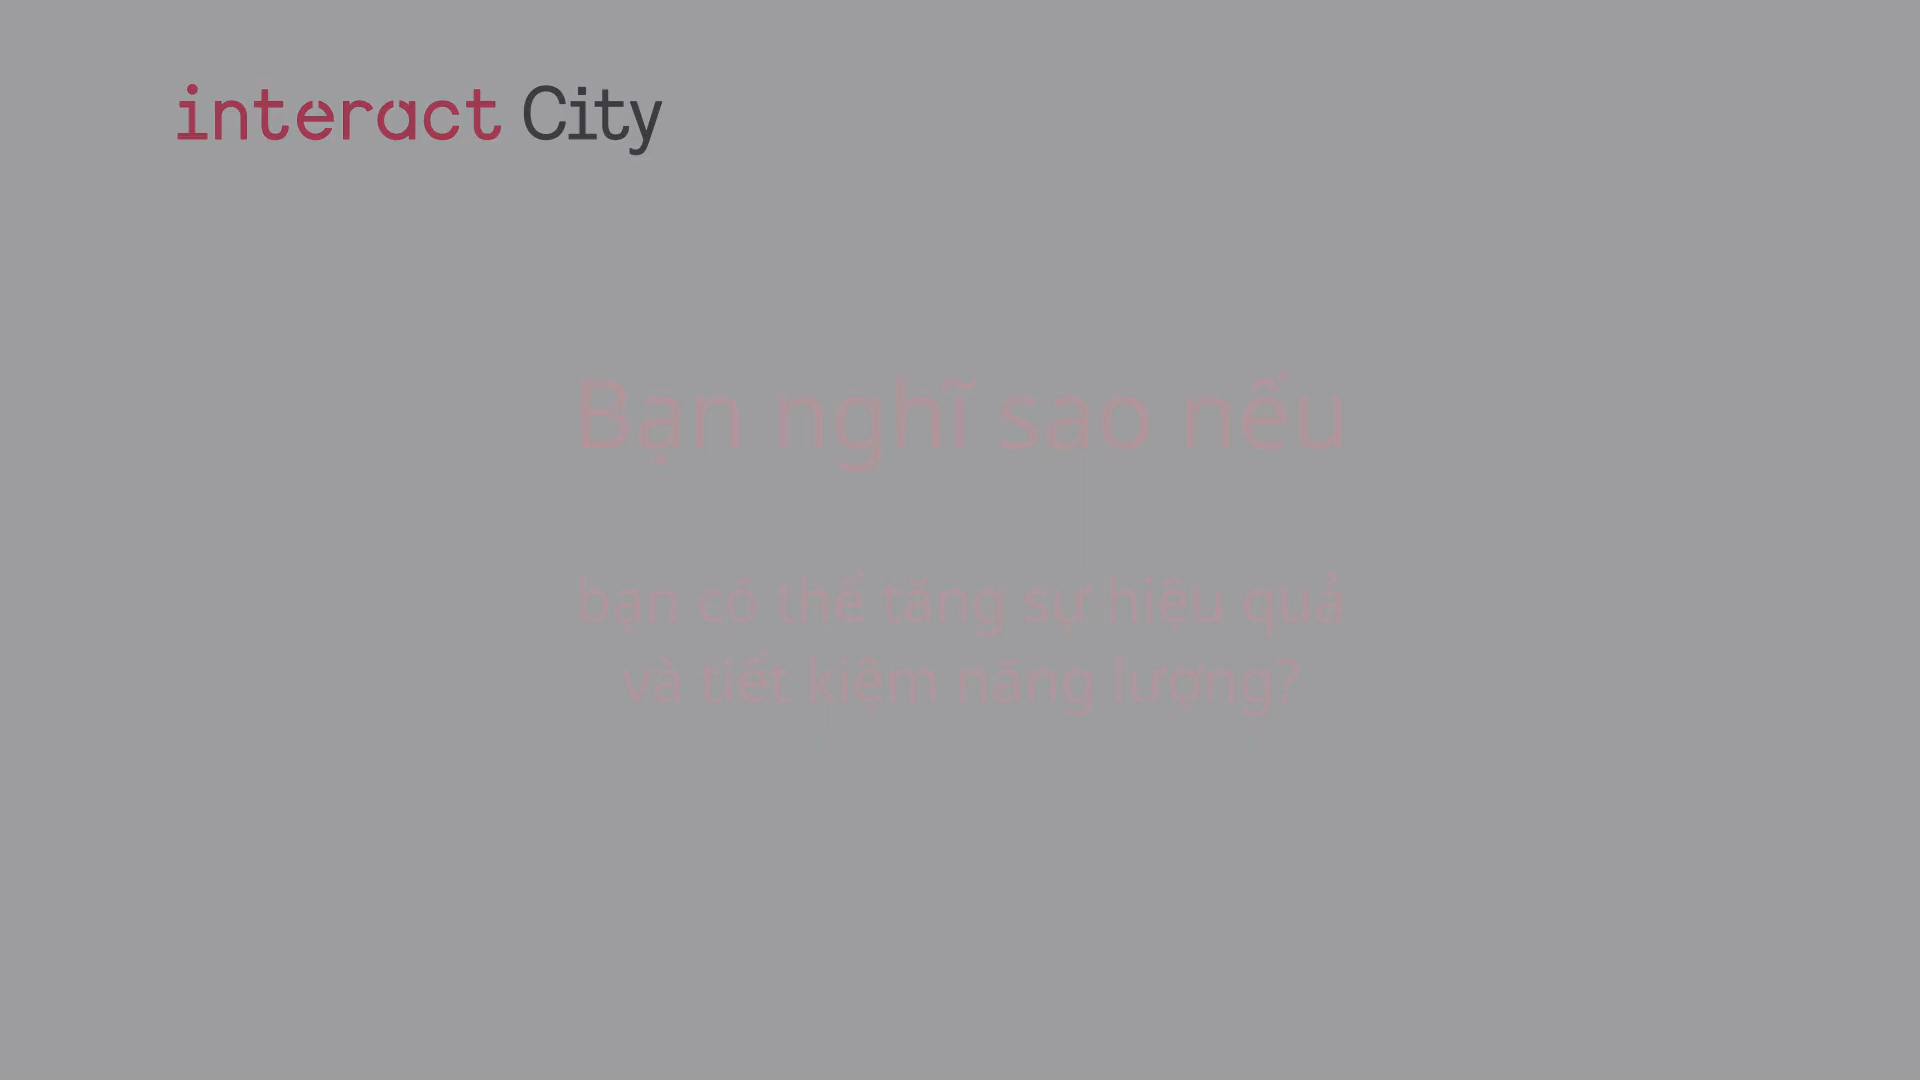 interact City
Bạn nghĩ sao nếu
bạn có thể tăng sự hiệu quả
và tiết kiệm năng lượng?